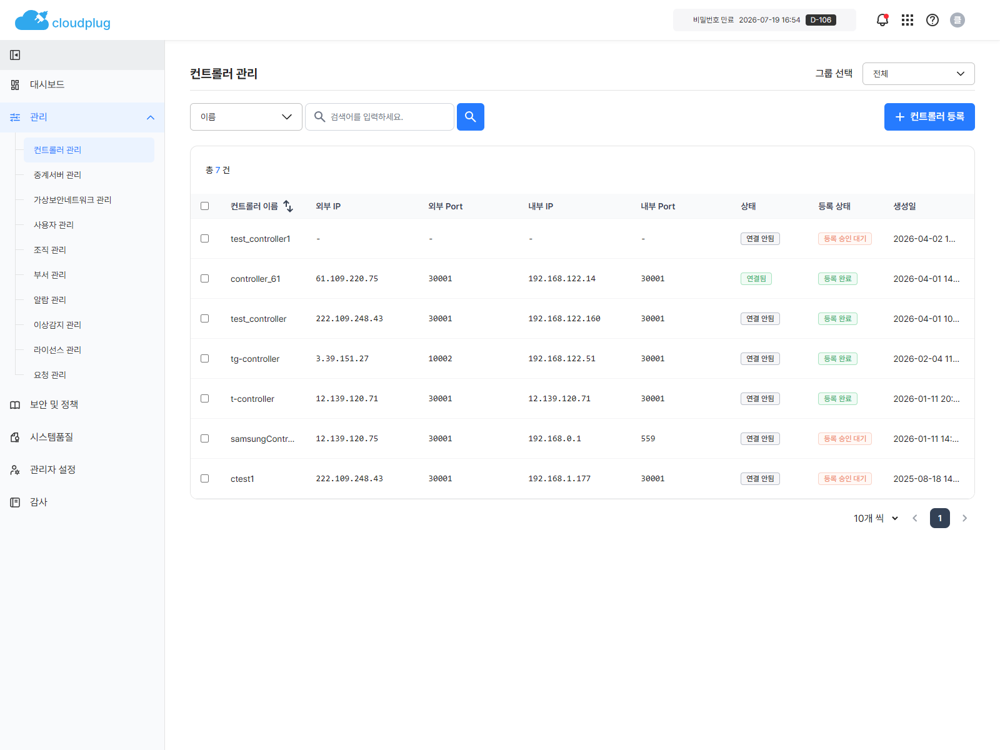 cloudplug
비밀번호 만료 2026-07-19 16:54 D-106
클
대시보드
관리
컨트롤러 관리
중계서버 관리
가상보안네트워크 관리
사용자 관리
조직 관리
부서 관리
알람 관리
이상감지 관리
라이선스 관리
요청 관리
보안 및 정책
시스템품질
관리자 설정
감사
컨트롤러 관리
그룹 선택 전체
이름 검색어를 입력하세요. 컨트롤러 등록
총 7 건
컨트롤러 이름 외부 IP 외부 Port 내부 IP 내부 Port 상태 등록 상태 생성일
test_controller1 - - - - 연결 안됨 등록 승인 대기 2026-04-02 1...
controller_61 61.109.220.75 30001 192.168.122.14 30001 연결됨 등록 완료 2026-04-01 14...
test_controller 222.109.248.43 30001 192.168.122.160 30001 연결 안됨 등록 완료 2026-04-01 10...
tg-controller 3.39.151.27 10002 192.168.122.51 30001 연결 안됨 등록 완료 2026-02-04 11...
t-controller 12.139.120.71 30001 12.139.120.71 30001 연결 안됨 등록 완료 2026-01-11 20:...
samsungContr... 12.139.120.75 30001 192.168.0.1 559 연결 안됨 등록 승인 대기 2026-01-11 14:...
ctest1 222.109.248.43 30001 192.168.1.177 30001 연결 안됨 등록 승인 대기 2025-08-18 14...
10개 씩 1